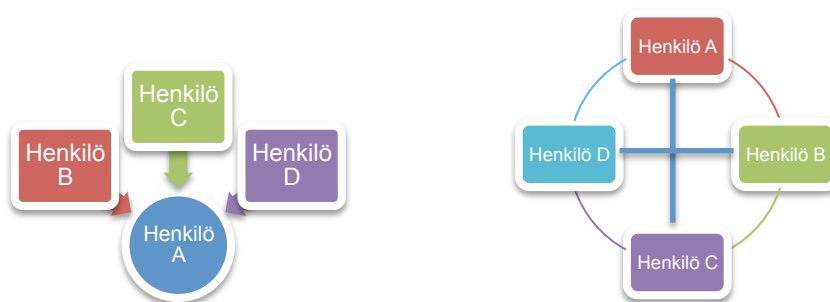 Henkilö
C
Henkilö
B
Henkilö
D
Henkilö
A
Henkilö A
Henkilö D
Henkilö B
Henkilö C